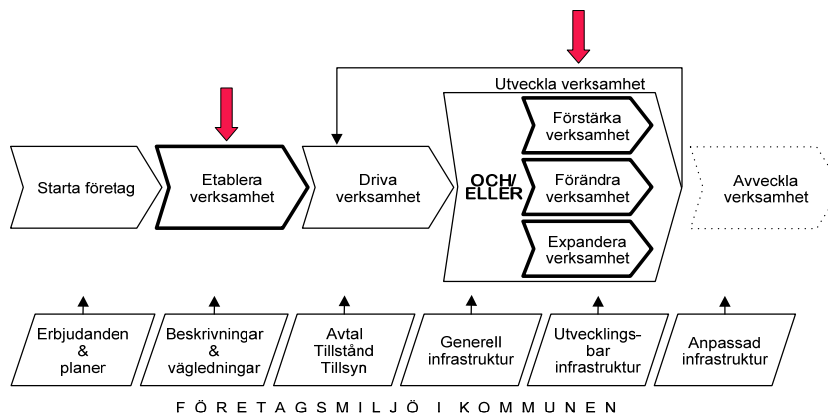 Utveckla verksamhet
Starta företag
Etablera
verksamhet
Driva
verksamhet
OCH/
ELLER
Förstärka
verksamhet
Förändra
verksamhet
Expandera
verksamhet
Avveckla
verksamhet
Erbjudanden
&
planer
Beskrivningar
&
vägledningar
Avtal
Tillstånd
Tillsyn
Generell
infrastruktur
Utvecklings-
bar
infrastruktur
Anpassad
infrastruktur
FÖRETAGSMILJÖ I KOMMUNEN